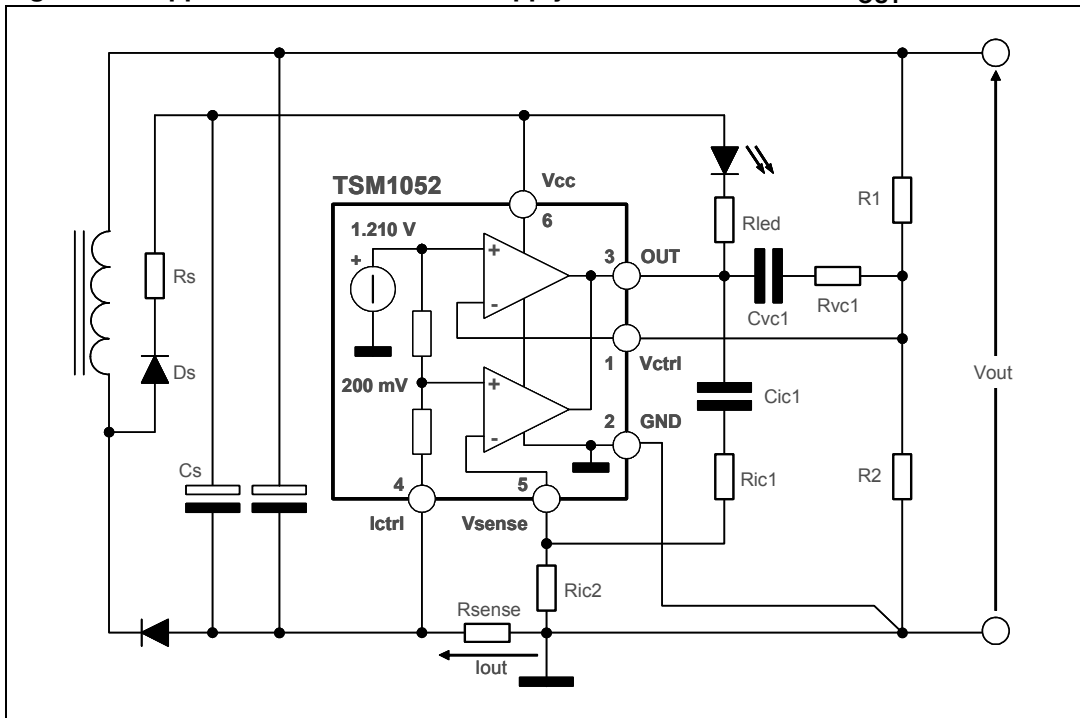 TSM1052
Vcc
6
1.210 V
+
+
-
3
OUT
Rled
R1
Rs
Cvc1
Rvc1
1
Vctrl
Ds
200 mV
+
-
Cic1
Vout
2
GND
Cs
4
5
Ric1
R2
Ictrl
Vsense
Ric2
Rsense
Iout